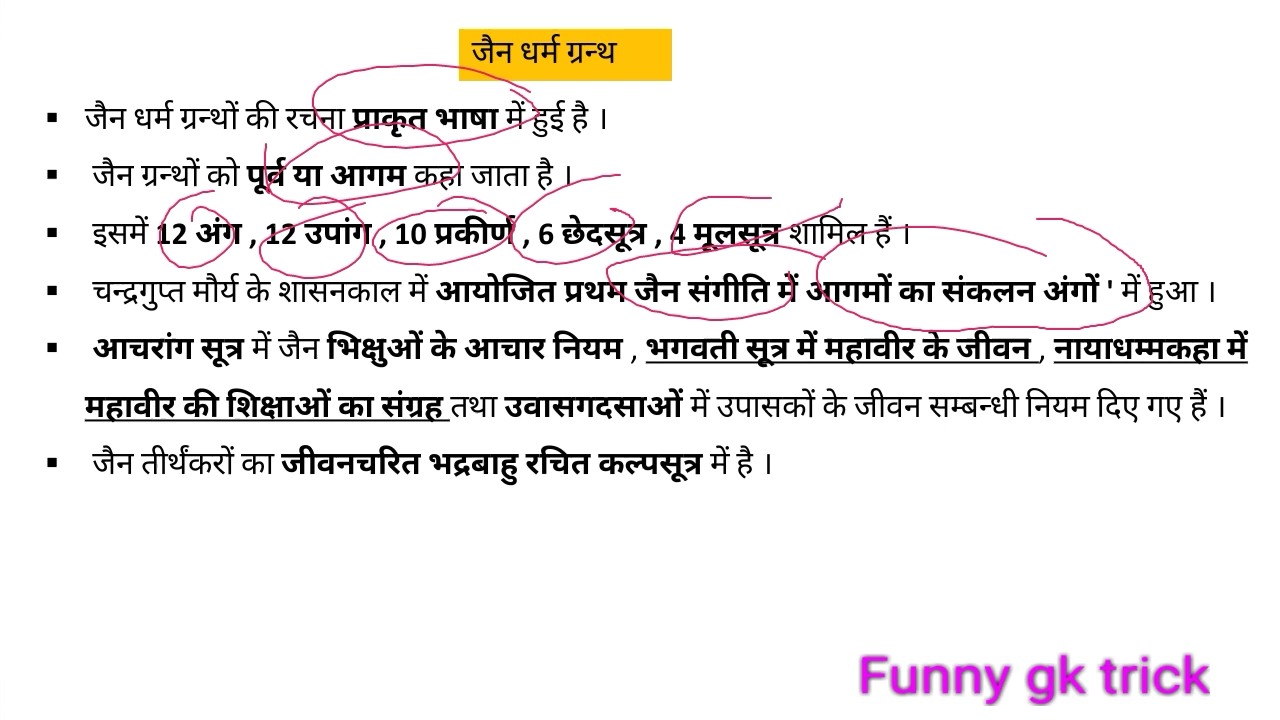 जैन धर्म ग्रन्थ
▪ जैन धर्म ग्रन्थों की रचना प्राकृत भाषा में हुई है ।
▪ जैन ग्रन्थों को पूर्व या आगम कहा जाता है ।
▪ इसमें 12 अंग , 12 उपांग , 10 प्रकीर्ण , 6 छेदसूत्र , 4 मूलसूत्र शामिल हैं ।
▪ चन्द्रगुप्त मौर्य के शासनकाल में आयोजित प्रथम जैन संगीति में आगमों का संकलन अंगों ' में हुआ ।
▪ आचरांग सूत्र में जैन भिक्षुओं के आचार नियम , भगवती सूत्र में महावीर के जीवन , नायाधम्मकहा में
महावीर की शिक्षाओं का संग्रह तथा उवासगदसाओं में उपासकों के जीवन सम्बन्धी नियम दिए गए हैं ।
▪ जैन तीर्थंकरों का जीवनचरित भद्रबाहु रचित कल्पसूत्र में है ।
Funny gk trick